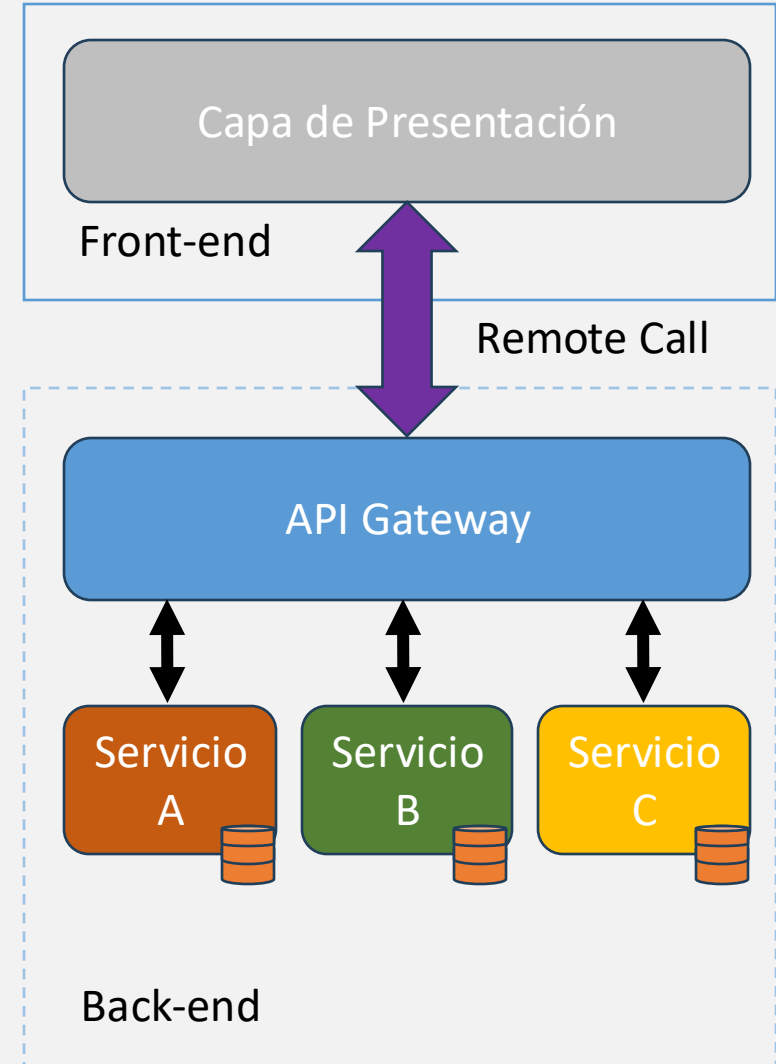 Capa de Presentación
Front-end
Remote Call
API Gateway
Servicio
A
Servicio
B
Servicio
C
Back-end